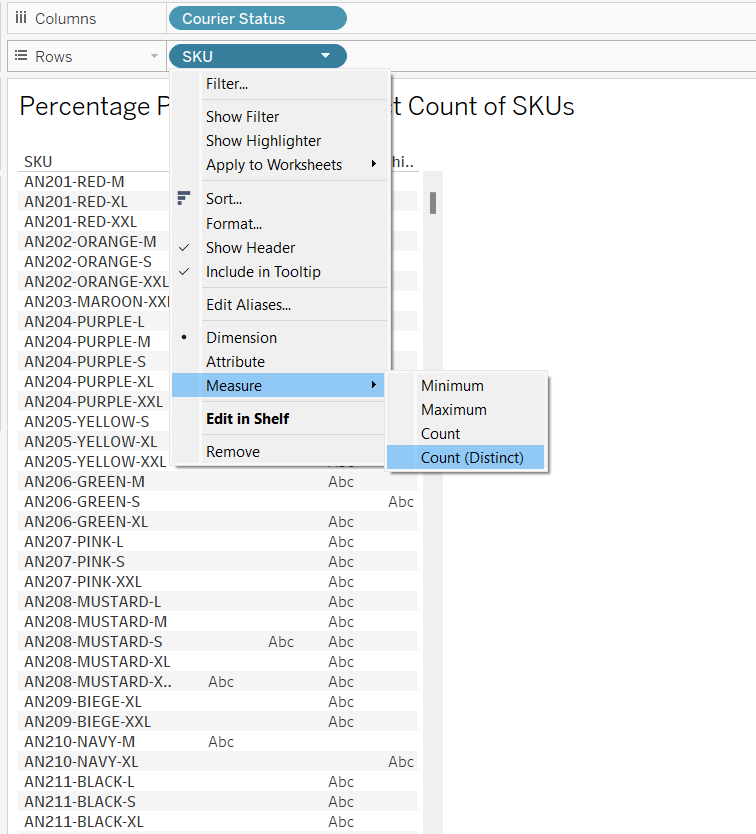 Columns
Courier Status
Rows
SKU
Percentage P
t Count of SKUs
Filter...
Show Filter
Show Highlighter
Apply to Worksheets
Sort...
Format...
Show Header
Include in Tooltip
Edit Aliases...
Dimension
Attribute
Measure
Edit in Shelf
Remove
Minimum
Maximum
Count
Count (Distinct)
SKU
hi..
AN201-RED-M
AN201-RED-XL
AN201-RED-XXL
AN202-ORANGE-M
AN202-ORANGE-S
AN202-ORANGE-XXL
AN203-MAROON-XX
AN204-PURPLE-L
AN204-PURPLE-M
AN204-PURPLE-S
AN204-PURPLE-XL
AN204-PURPLE-XXL
AN205-YELLOW-S
AN205-YELLOW-XL
AN205-YELLOW-XXL
AN206-GREEN-M Abc
AN206-GREEN-S Abc
AN206-GREEN-XL Abc
AN207-PINK-L Abc
AN207-PINK-S Abc
AN207-PINK-XXL Abc
AN208-MUSTARD-L Abc
AN208-MUSTARD-M Abc
AN208-MUSTARD-S Abc Abc
AN208-MUSTARD-XL Abc
AN208-MUSTARD-X.. Abc Abc
AN209-BIEGE-XL Abc
AN209-BIEGE-XXL Abc
AN210-NAVY-M Abc
AN210-NAVY-XL Abc
AN211-BLACK-L Abc
AN211-BLACK-S Abc
AN211-BLACK-XL Abc